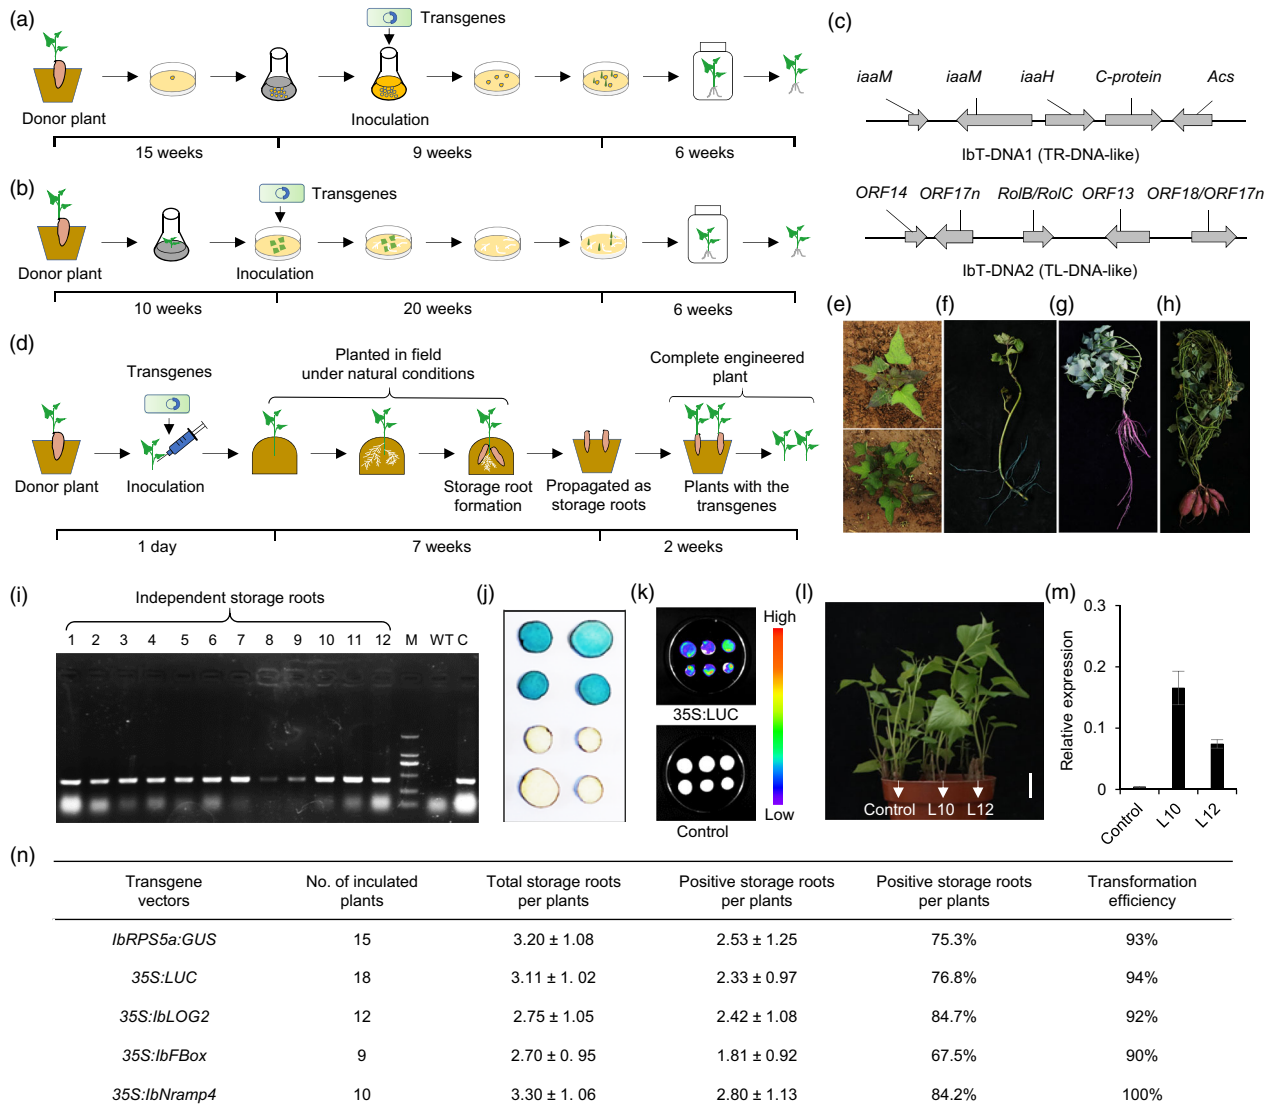 (a)
Transgenes
Donor plant
Inoculation
15 weeks
9 weeks
6 weeks
(b)
Transgenes
Donor plant
Inoculation
10 weeks
20 weeks
6 weeks
(c)
iaaM
iaaM
iaaH
C-protein
Acs
IbT-DNA1 (TR-DNA-like)
ORF14
ORF17n
RolB/RolC
ORF13
ORF18/ORF17n
IbT-DNA2 (TL-DNA-like)
(d)
Transgenes
Planted in field
under natural conditions
Complete engineered
plant
Donor plant
Inoculation
Storage root
formation
Propagated as
storage roots
Plants with the
transgenes
1 day
7 weeks
2 weeks
(e)
(f)
(g)
(h)
(i)
Independent storage roots
1 2 3 4 5 6 7 8 9 10 11 12 M WT C
(j)
(k)
35S:LUC
Control
High
Low
(l)
Control
L10
L12
(m)
Relative expression
0.3
0.2
0.1
0
Control
L10
L12
(n)
Transgene
vectors
No. of inculated
plants
Total storage roots
per plants
Positive storage roots
per plants
Positive storage roots
per plants
Transformation
efficiency
IbRPS5a:GUS 15 3.20 ± 1.08 2.53 ± 1.25 75.3% 93%
35S:LUC 18 3.11 ± 1. 02 2.33 ± 0.97 76.8% 94%
35S:IbLOG2 12 2.75 ± 1.05 2.42 ± 1.08 84.7% 92%
35S:IbFBox 9 2.70 ± 0. 95 1.81 ± 0.92 67.5% 90%
35S:IbNramp4 10 3.30 ± 1. 06 2.80 ± 1.13 84.2% 100%